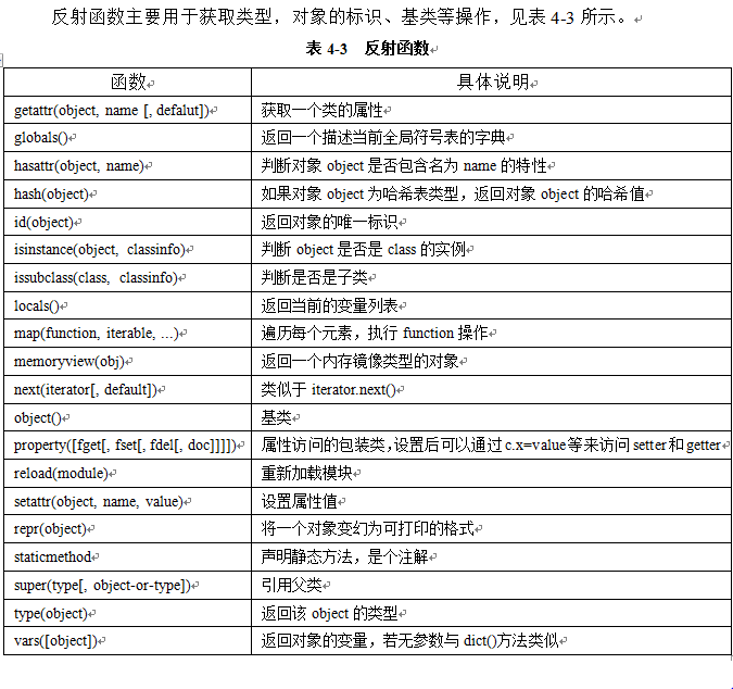 反射函数主要用于获取类型，对象的标识、基类等操作，见表 4-3 所示。
表 4-3 反射函数
函数 具体说明
getattr(object, name [, defalut]) 获取一个类的属性
globals() 返回一个描述当前全局符号表的字典
hasattr(object, name) 判断对象 object 是否包含名为 name 的特性
hash(object) 如果对象 object 为哈希表类型，返回对象 object 的哈希值
id(object) 返回对象的唯一标识
isinstance(object, classinfo) 判断 object 是否是 class 的实例
issubclass(class, classinfo) 判断是否是子类
locals() 返回当前的变量列表
map(function, iterable, ...) 遍历每个元素，执行 function 操作
memoryview(obj) 返回一个内存镜像类型的对象
next(iterator[, default]) 类似于 iterator.next()
object() 基类
property([fget[, fset[, fdel[, doc]]]]) 属性访问的包装类，设置后可以通过 c.x=value 等来访问 setter 和 getter
reload(module) 重新加载模块
setattr(object, name, value) 设置属性值
repr(object) 将一个对象变幻为可打印的格式
staticmethod 声明静态方法，是个注解
super(type[, object-or-type]) 引用父类
type(object) 返回该 object 的类型
vars([object]) 返回对象的变量，若无参数与 dict()方法类似